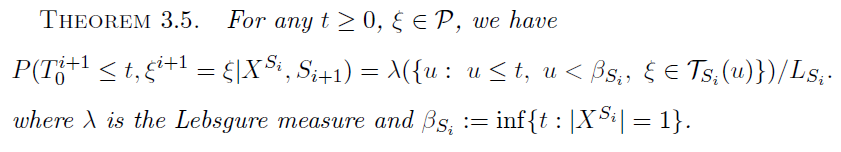 THEOREM 3.5. For any t ≥ 0, ξ ∈ 𝒫, we have
P(T_0^{i+1} ≤ t, ξ^{i+1} = ξ|X^{S_i}, S_{i+1}) = λ({u : u ≤ t, u < β_{S_i}, ξ ∈ 𝒯_{S_i}(u)})/L_{S_i}.
where λ is the Lebsgure measure and β_{S_i} := inf{t : |X^{S_i}| = 1}.